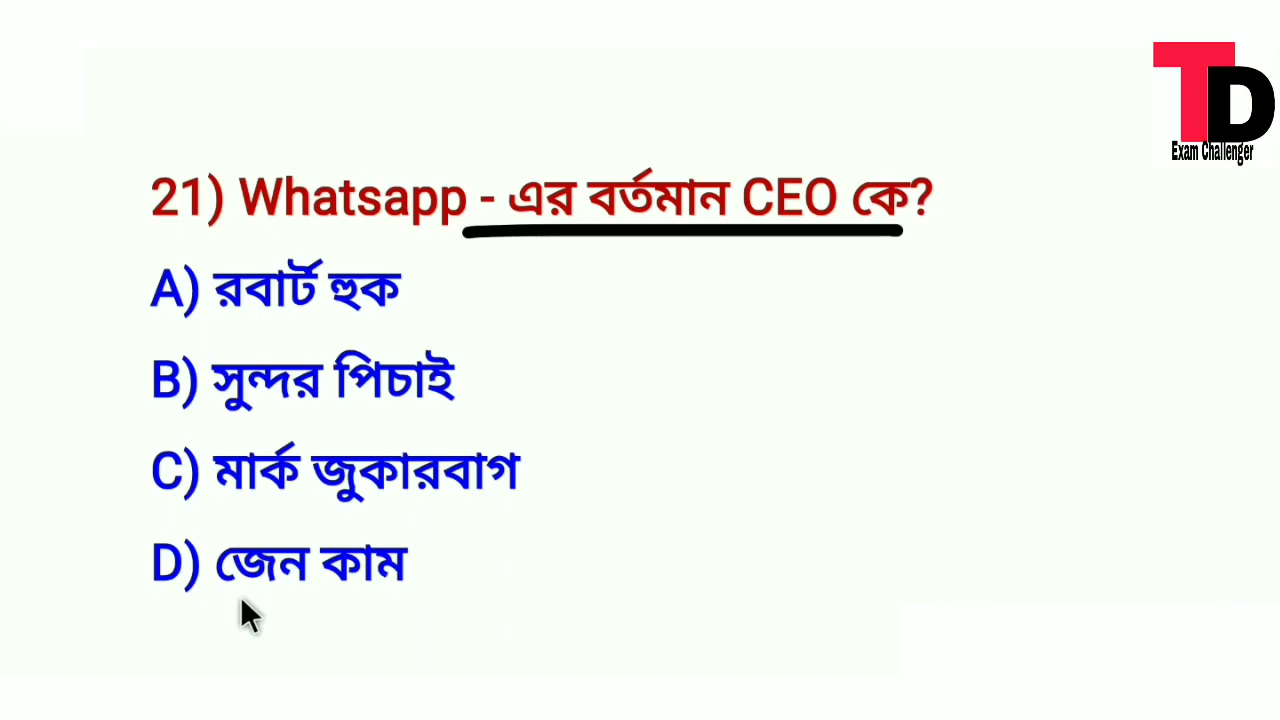 TD
Exam Challenger
21) Whatsapp - এর বর্তমান CEO কে?
A) রবার্ট হুক
B) সুন্দর পিচাই
C) মার্ক জুকারবাগ
D) জেন কাম